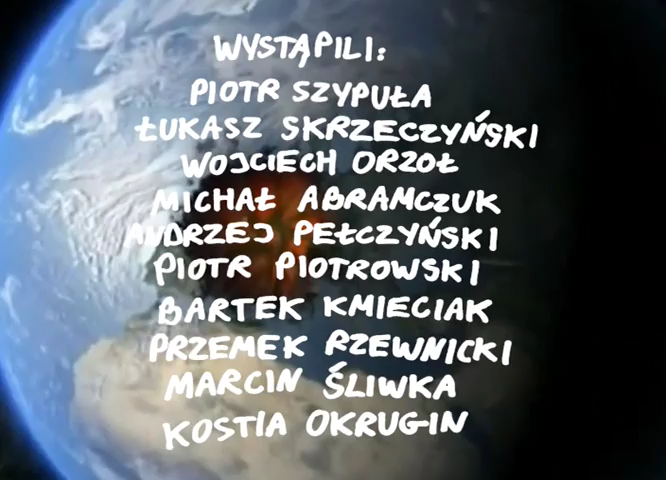 WYSTĄPILI:
PIOTR SZYPUŁA
ŁUKASZ SKRZECZYŃSKI
WOJCIECH ORZOŁ
MICHAŁ ABRAMCZUK
ANDRZEJ PEŁCZYŃSKI
PIOTR PIOTROWSKI
BARTEK KMIECIAK
PRZEMEK RZEWNICKI
MARCIN ŚLIWKA
KOSTIA OKRUGIN